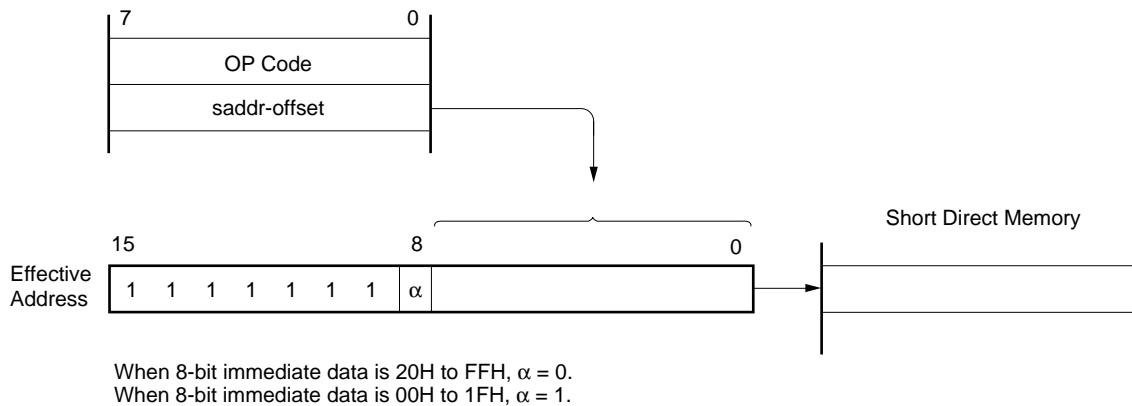 7 0
OP Code
saddr-offset
Short Direct Memory
15 8 0
Effective
Address
1 1 1 1 1 1 1 α
When 8-bit immediate data is 20H to FFH, α = 0.
When 8-bit immediate data is 00H to 1FH, α = 1.